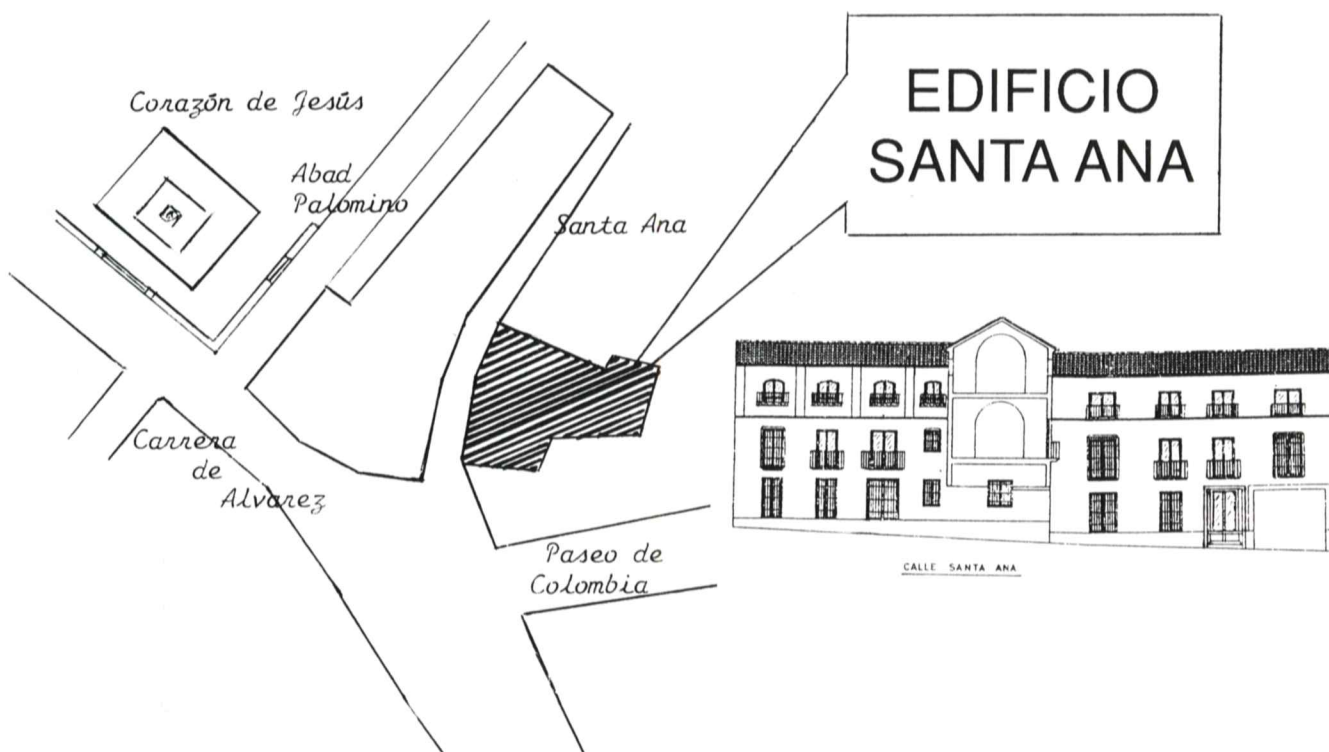 Corazón de Jesús
Abad
Palomino
Santa Ana
EDIFICIO
SANTA ANA
Carrera
de
Alvarez
Paseo de
Colombia
CALLE SANTA ANA